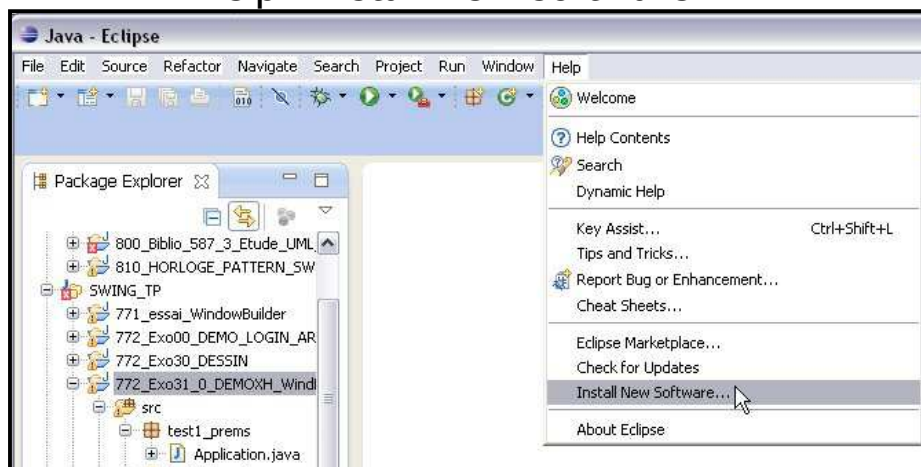 Java - Eclipse
File Edit Source Refactor Navigate Search Project Run Window Help
Welcome
Help Contents
Search
Dynamic Help
Key Assist... Ctrl+Shift+L
Tips and Tricks...
Report Bug or Enhancement...
Cheat Sheets...
Eclipse Marketplace...
Check for Updates
Install New Software...
About Eclipse
Package Explorer
800_Biblio_587_3_Etude_UML
810_HORLOGE_PATTERN_SW
SWING_TP
771_essai_WindowBuilder
772_Exo00_DEMO_LOGIN_AR
772_Exo30_DESSIN
772_Exo31_0_DEMOXH_Wind
src
test1_prems
Application.java